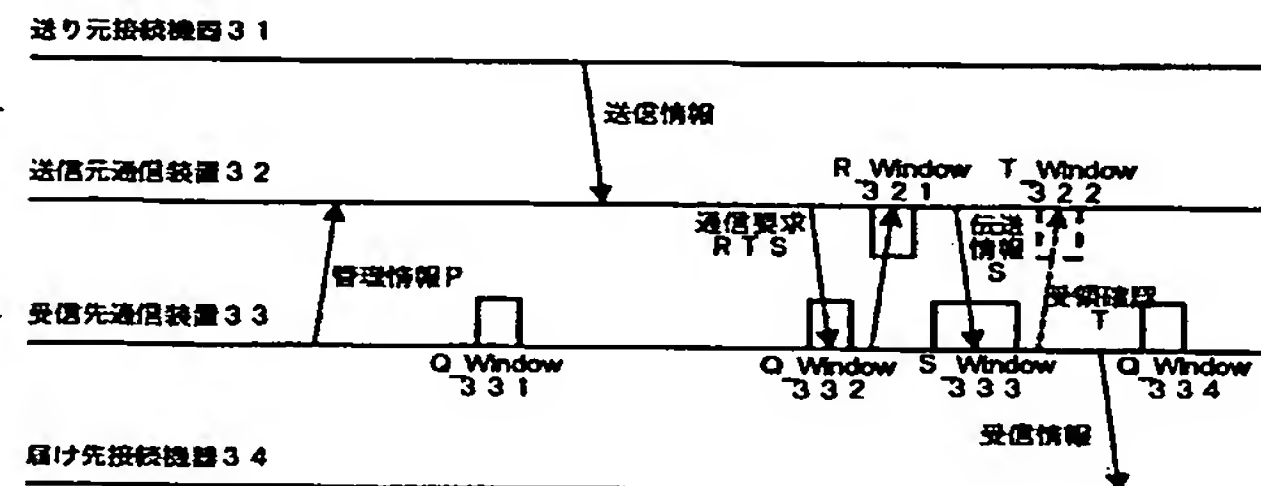 送り元接続機器31
送信情報
送信元通信装置32
R_Window
321
T_Window
322
通信要求
RTS
伝送
情報
S
管理情報P
受領確認
T
受信先通信装置33
Q_Window
331
Q_Window
332
S_Window
333
Q_Window
334
受信情報
届け先接続機器34